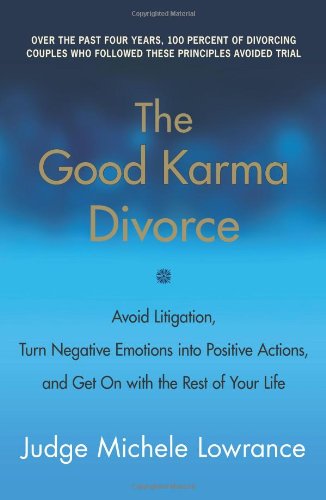 OVER THE PAST FOUR YEARS, 100 PERCENT OF DIVORCING
COUPLES WHO FOLLOWED THESE PRINCIPLES AVOIDED TRIAL
The
Good Karma
Divorce
Avoid Litigation,
Turn Negative Emotions into Positive Actions,
and Get On with the Rest of Your Life
Judge Michele Lowrance